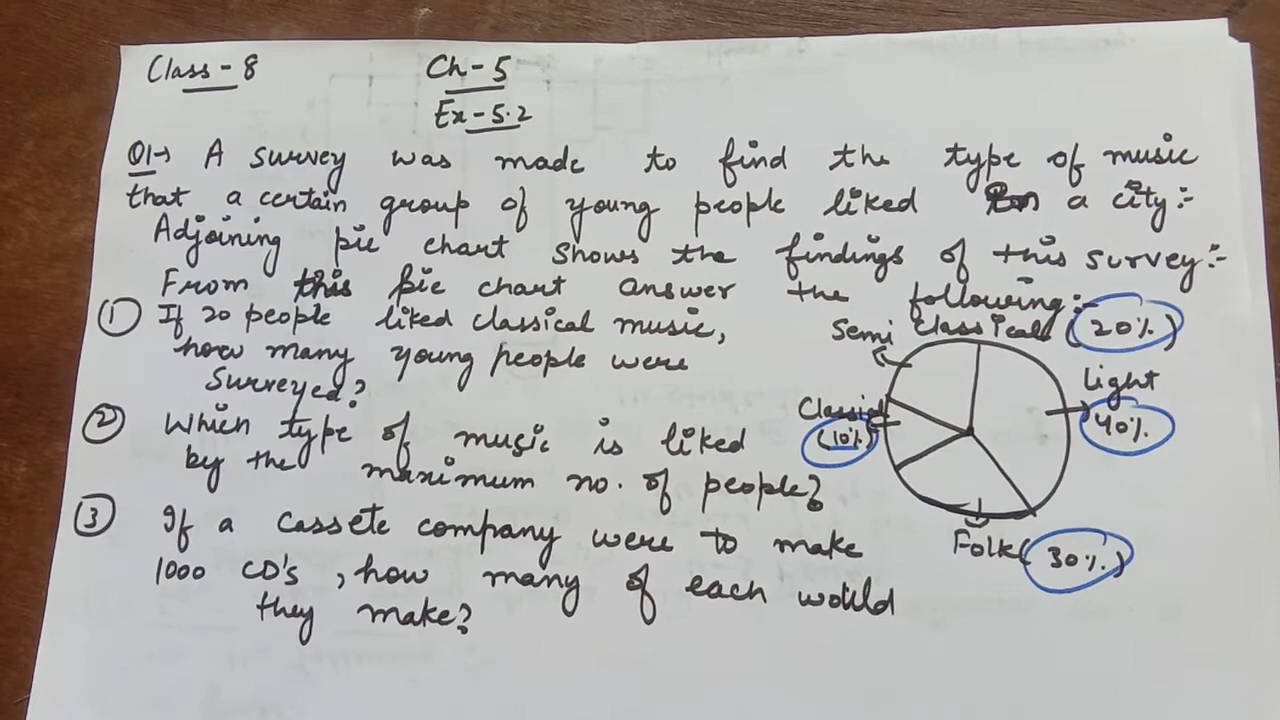 Class - 8
Ch - 5
Ex - 5.2
Q1→ A survey was made to find the type of music
that a certain group of young people liked in a city:-
Adjoining pie chart shows the findings of this survey:-
From this pie chart answer the following:-
① If 20 people liked classical music,
how many young people were
surveyed?
② Which type of music is liked
by the maximum no. of people?
③ If a cassete company were to make
1000 CD's, how many of each would
they make?
Semi classical (20%)
Light
40%
Classical
(10%)
Folk (30%)